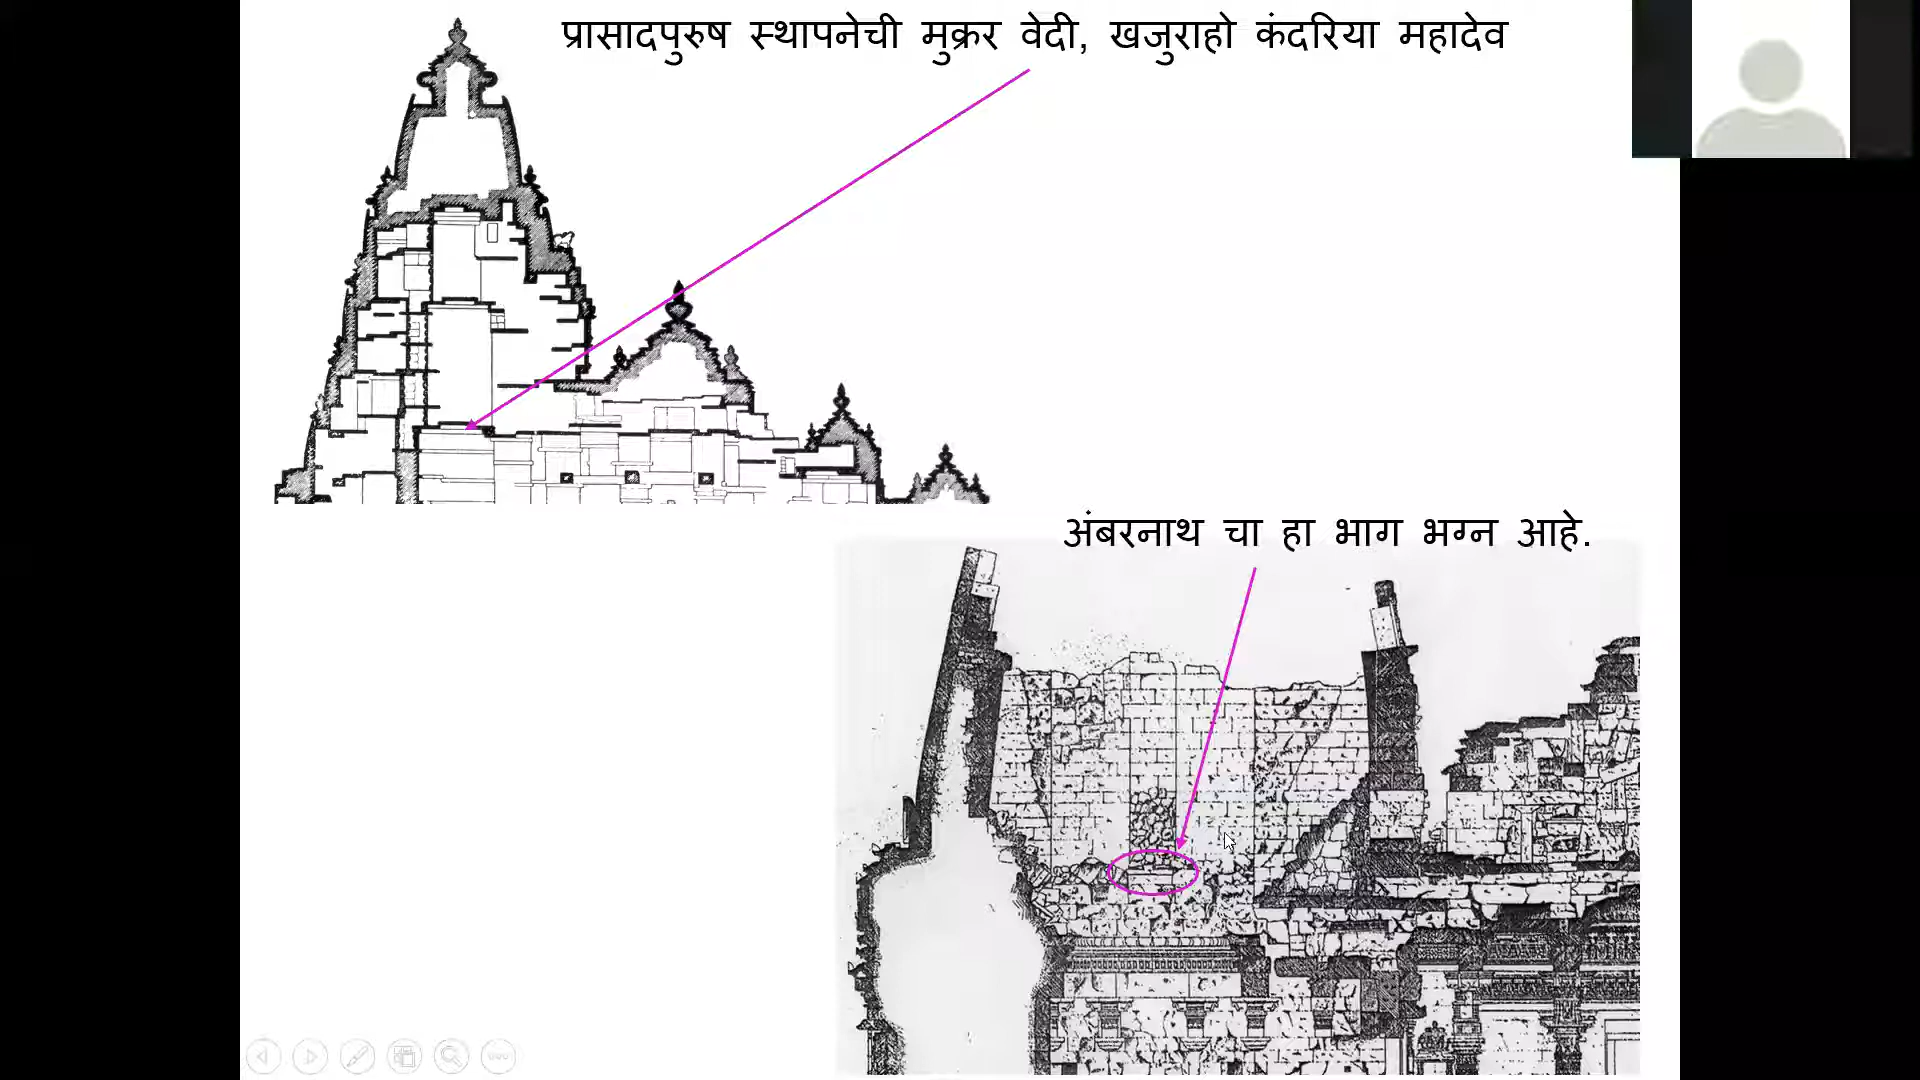 प्रासादपुरुष स्थापनेची मुक्रर वेदी, खजुराहो कंदरिया महादेव
अंबरनाथ चा हा भाग भग्न आहे.